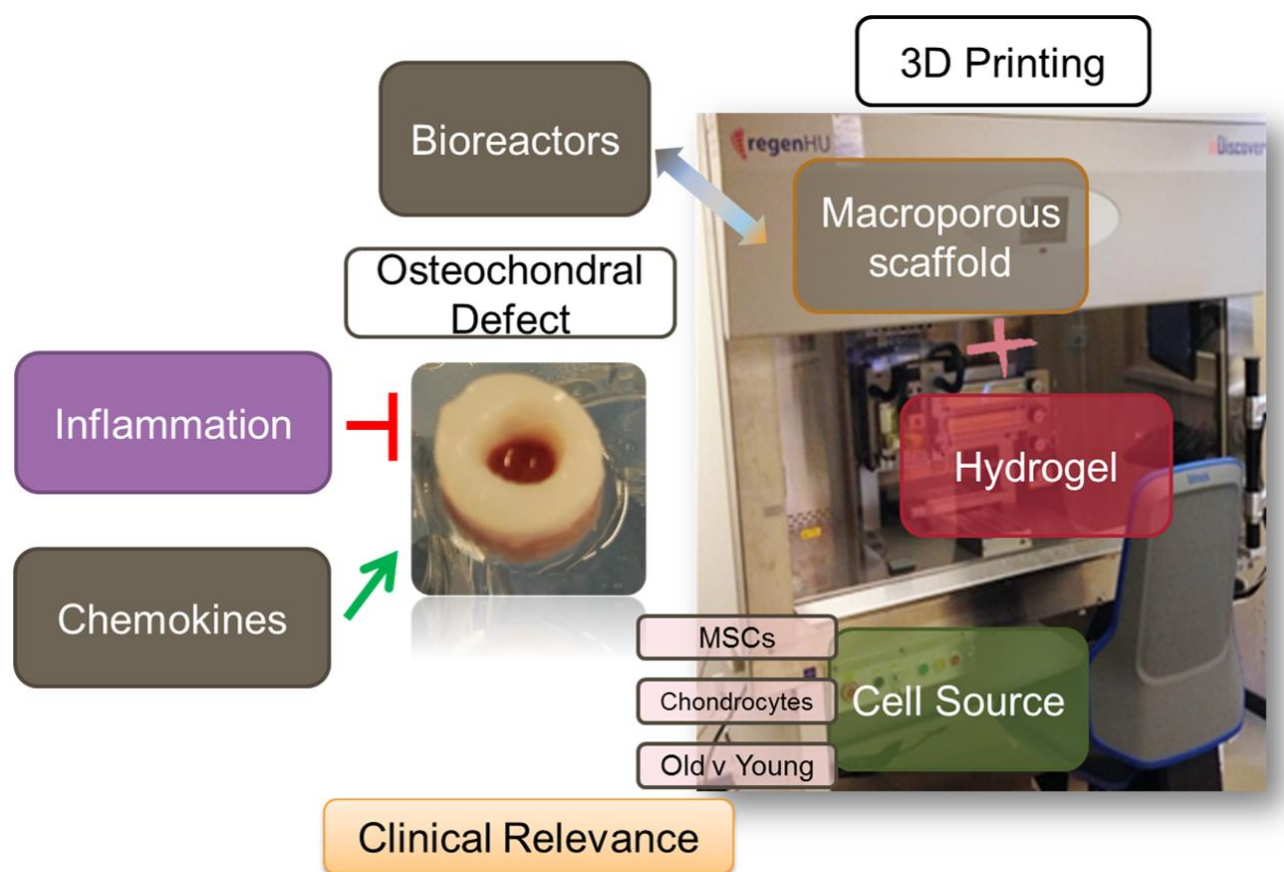 3D Printing
Bioreactors
regenHU
Discover
Macroporous
scaffold
Osteochondral
Defect
Inflammation
Hydrogel
Chemokines
MSCs
Chondrocytes
Cell Source
Old v Young
Clinical Relevance